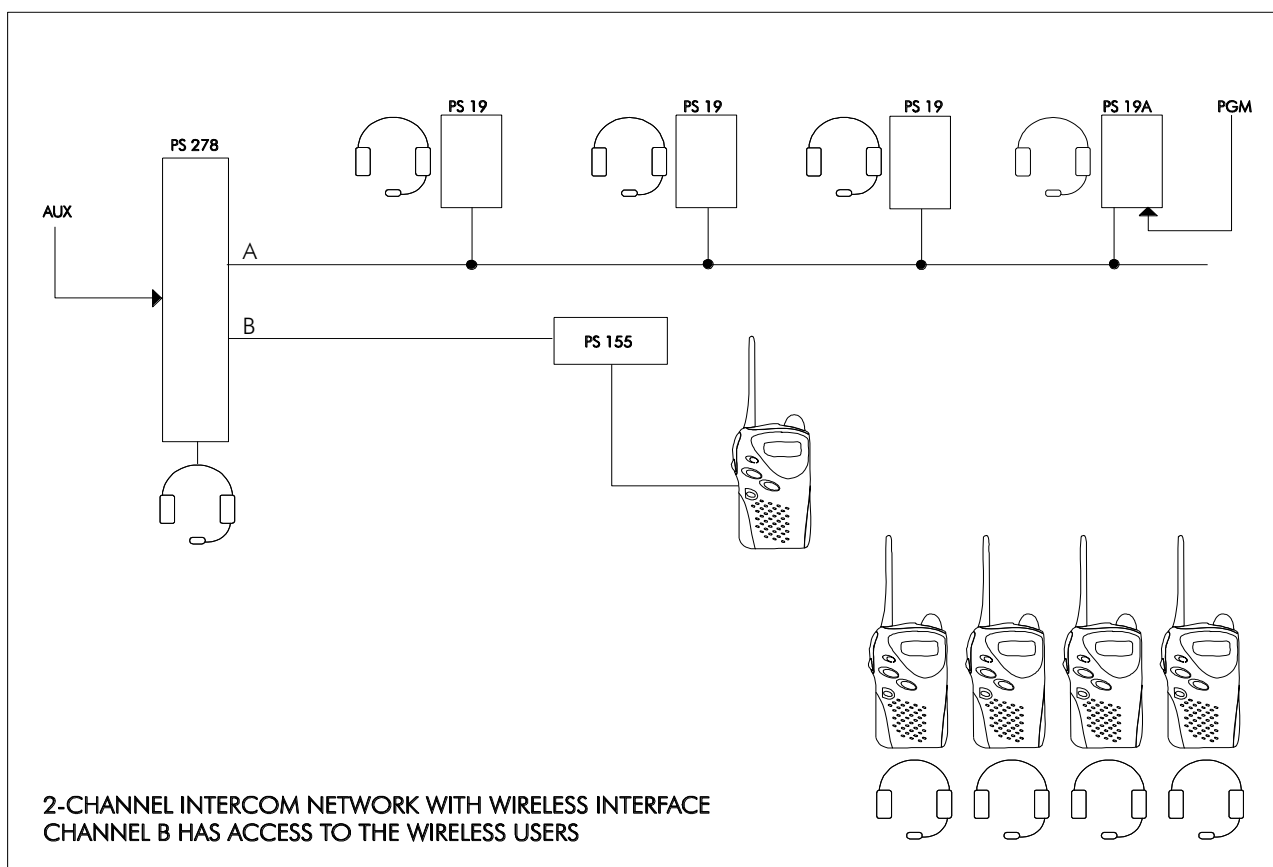 PS 19
PS 19
PS 19
PS 19A
PGM
PS 278
AUX
A
B
PS 155
2-CHANNEL INTERCOM NETWORK WITH WIRELESS INTERFACE
CHANNEL B HAS ACCESS TO THE WIRELESS USERS